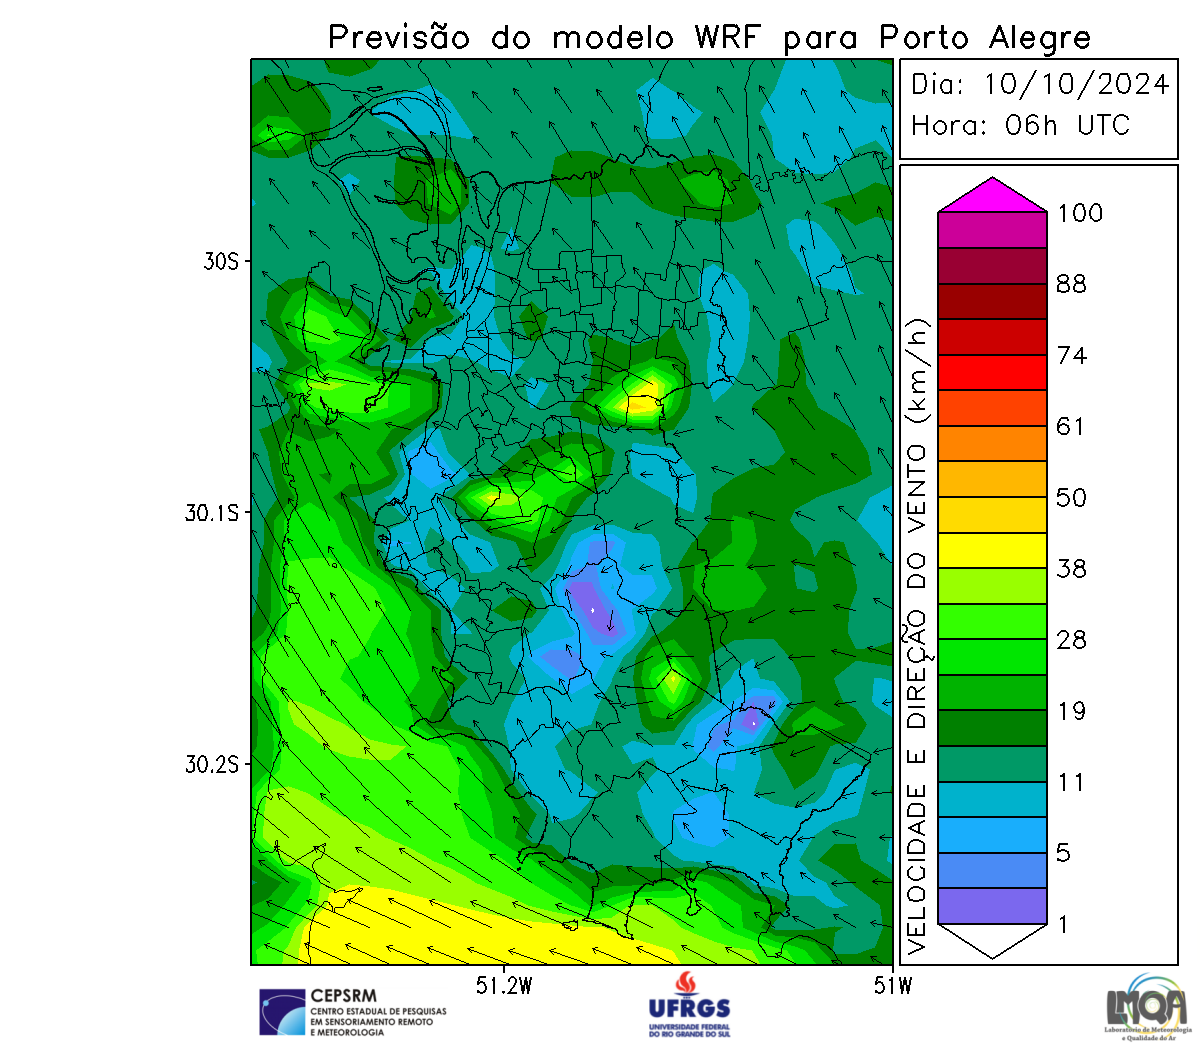 Previsão do modelo WRF para Porto Alegre
Dia: 10/10/2024
Hora: 06h UTC
100
88
74
61
50
38
28
19
11
5
1
VELOCIDADE E DIREÇÃO DO VENTO (km/h)
30S
30.1S
30.2S
51.2W
51W
CEPSRM
CENTRO ESTADUAL DE PESQUISAS
EM SENSORIAMENTO REMOTO
E METEOROLOGIA
UFRGS
UNIVERSIDADE FEDERAL
DO RIO GRANDE DO SUL
LMQA
Laboratório de Meteorologia
e Qualidade do Ar